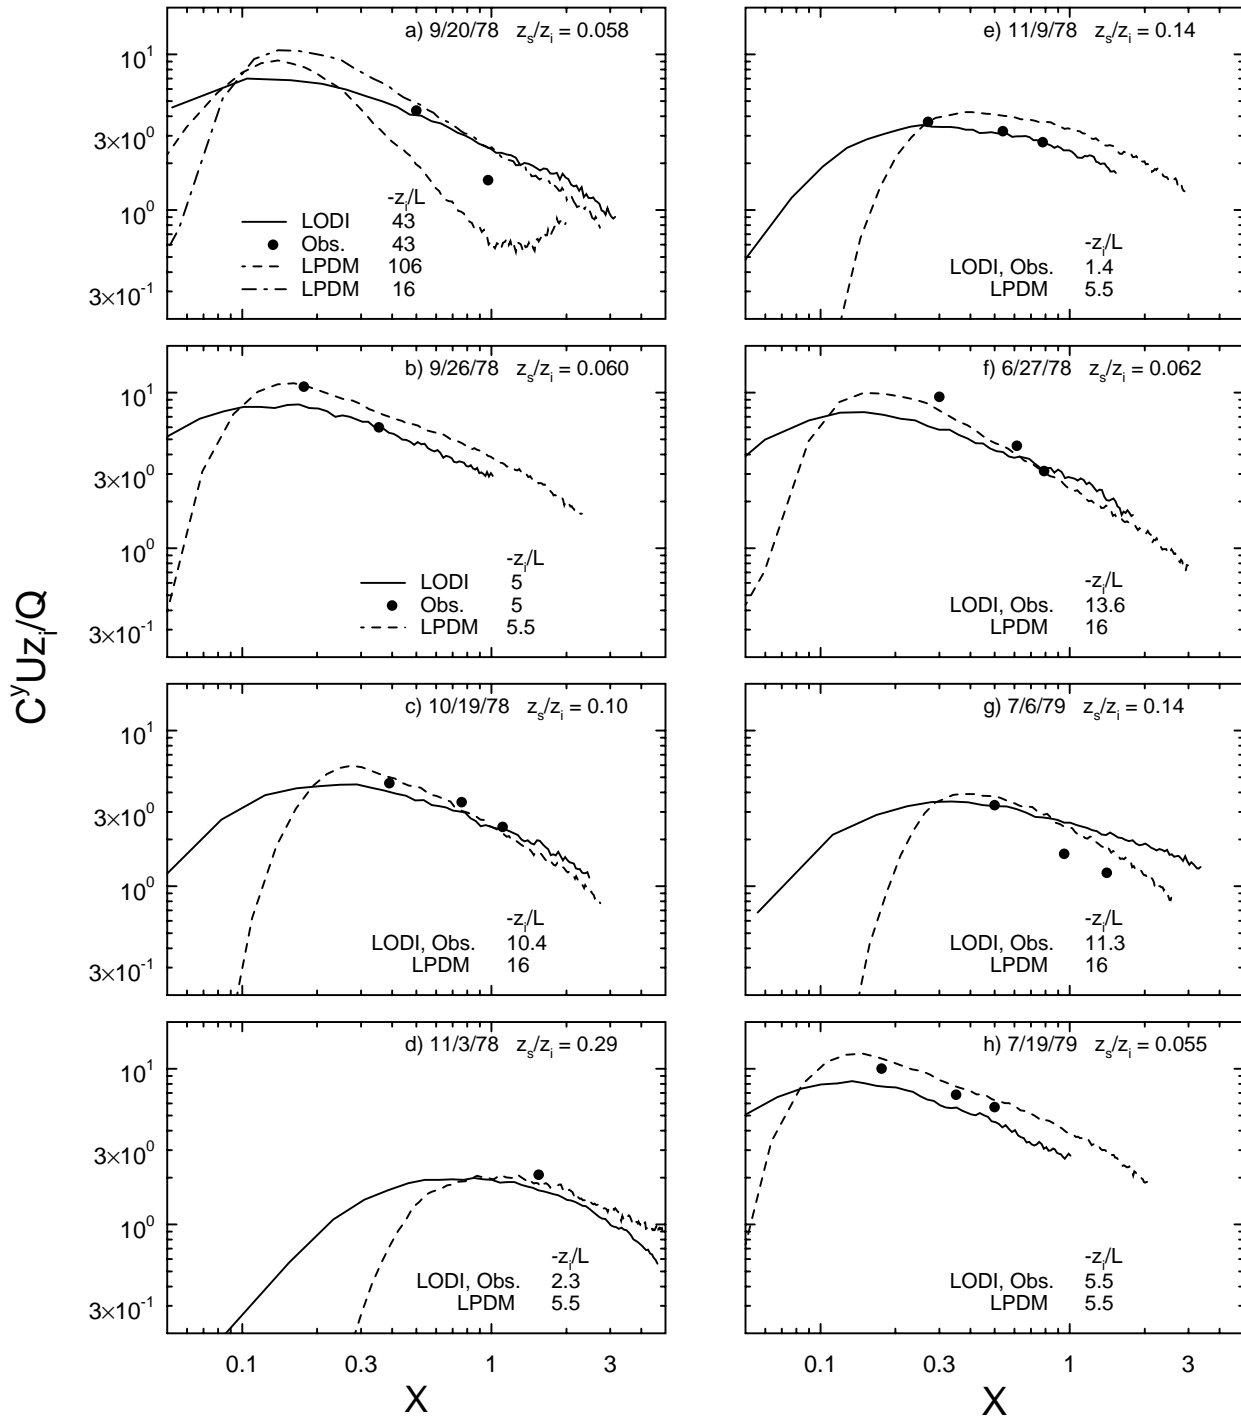 a) 9/20/78 z_s/z_i = 0.058
10^1
3×10^0
10^0
3×10^-1
-z_i/L
LODI 43
Obs. 43
LPDM 106
LPDM 16
b) 9/26/78 z_s/z_i = 0.060
10^1
3×10^0
10^0
3×10^-1
-z_i/L
LODI 5
Obs. 5
LPDM 5.5
c) 10/19/78 z_s/z_i = 0.10
10^1
3×10^0
10^0
3×10^-1
-z_i/L
LODI, Obs. 10.4
LPDM 16
d) 11/3/78 z_s/z_i = 0.29
10^1
3×10^0
10^0
3×10^-1
-z_i/L
LODI, Obs. 2.3
LPDM 5.5
0.1 0.3 1 3
X
C^yUz_i/Q
e) 11/9/78 z_s/z_i = 0.14
-z_i/L
LODI, Obs. 1.4
LPDM 5.5
f) 6/27/78 z_s/z_i = 0.062
-z_i/L
LODI, Obs. 13.6
LPDM 16
g) 7/6/79 z_s/z_i = 0.14
-z_i/L
LODI, Obs. 11.3
LPDM 16
h) 7/19/79 z_s/z_i = 0.055
-z_i/L
LODI, Obs. 5.5
LPDM 5.5
0.1 0.3 1 3
X